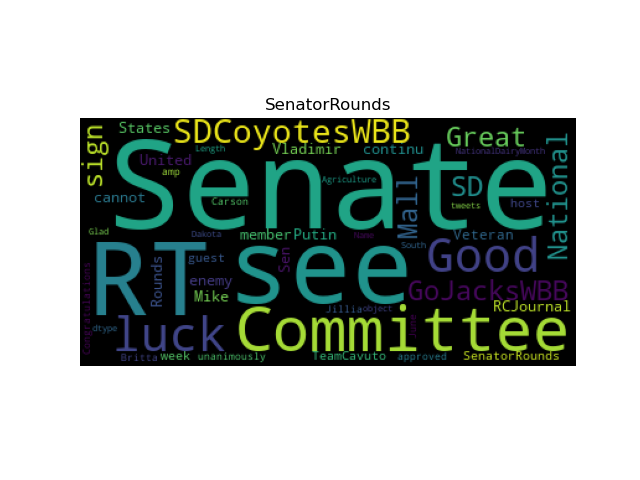 SenatorRounds
sign
States
SDCoyotesWBB
Great
National
Senate
Length
Vladimir
continu
NationalDairyMonth
United
amp
Agriculture
cannot
Carson
Mall
SD
tweets
host
Glad
Dakota
member
Putin
Name
South
Veteran
RT
see
Good
Rounds
guest
Sen
enemy
Mike
GoJacksWBB
Congratulations
Jillia
object
RCJournal
dtype
luck
Committee
June
Britta
week
unanimously
TeamCavuto
approved
SenatorRounds